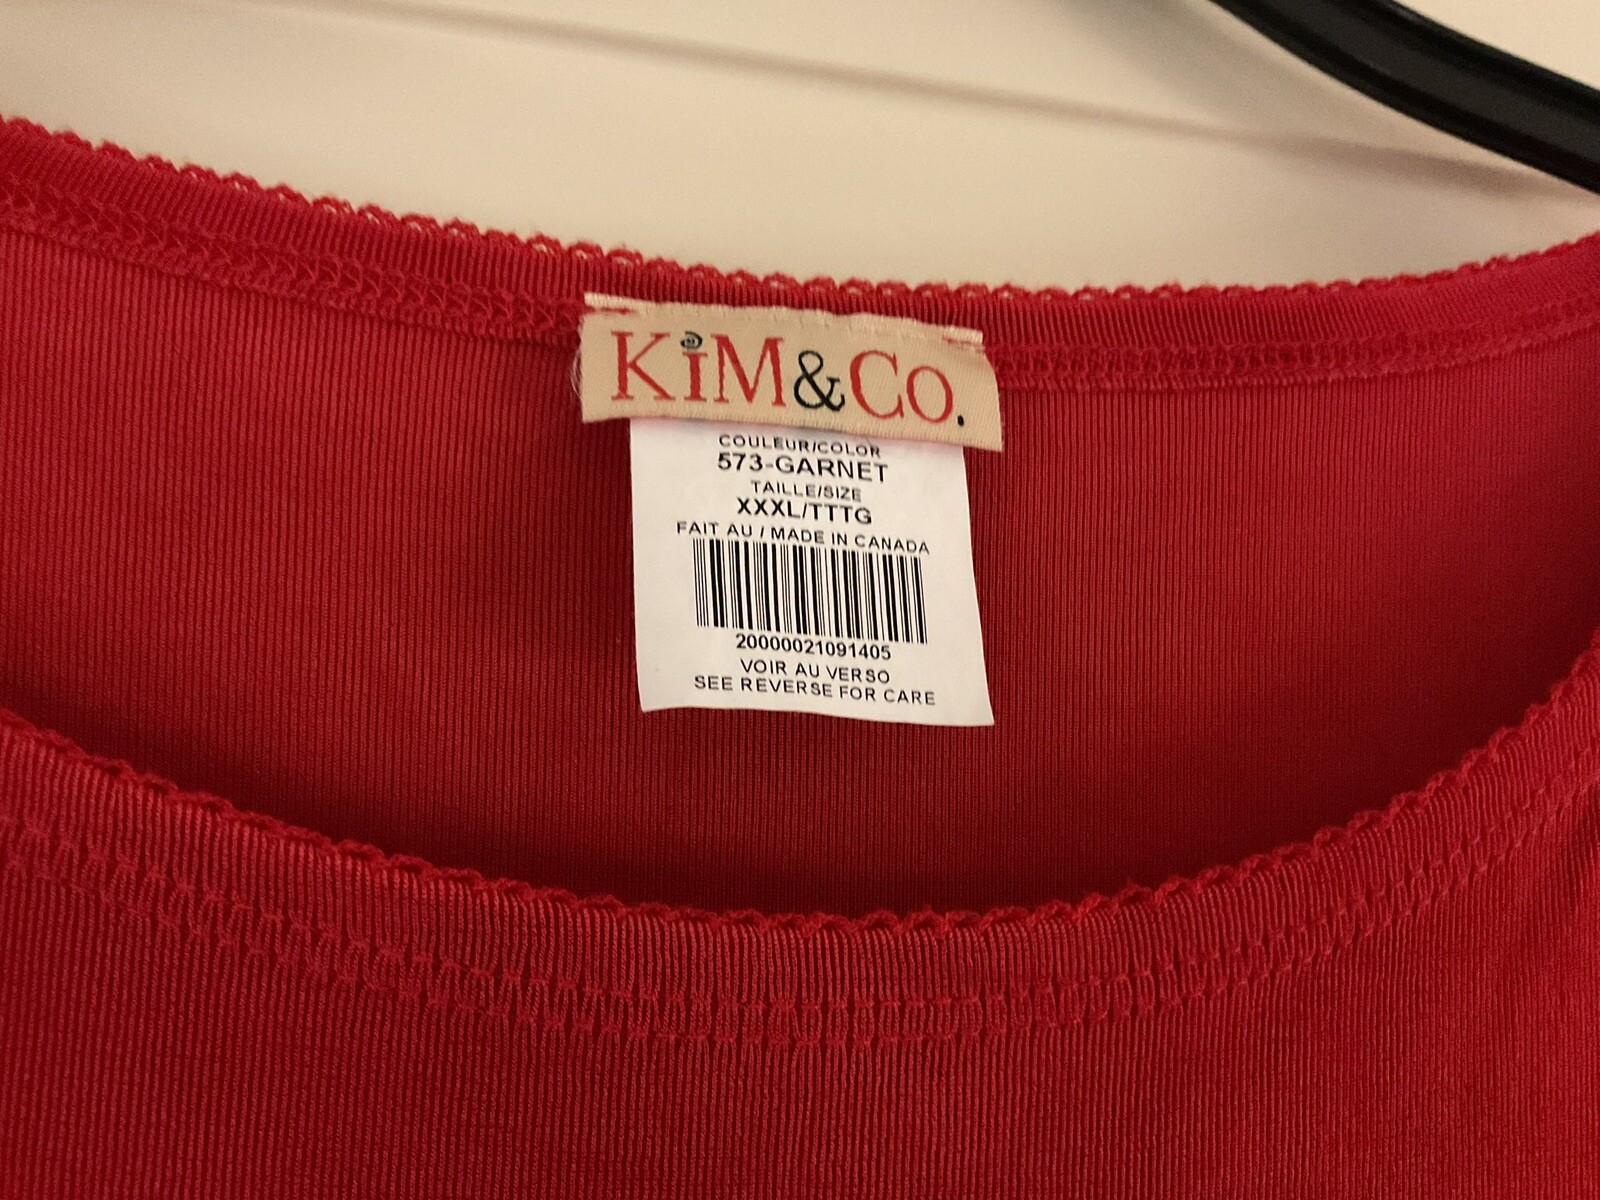 KiM&Co.
COULEUR/COLOR
573-GARNET
TAILLE/SIZE
XXXL/TTTG
FAIT AU / MADE IN CANADA
20000021091405
VOIR AU VERSO
SEE REVERSE FOR CARE